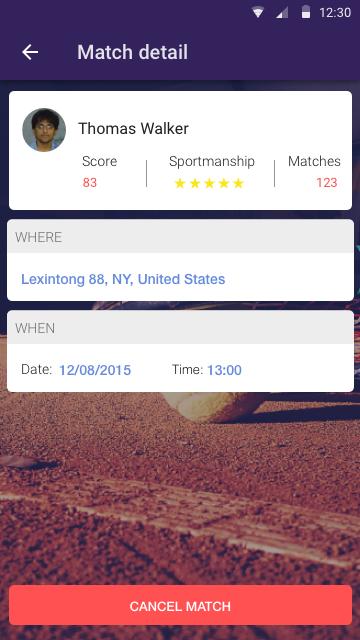 12:30
Match detail
Thomas Walker
Score Sportmanship Matches
83 123
WHERE
Lexintong 88, NY, United States
WHEN
Date: 12/08/2015 Time: 13:00
CANCEL MATCH